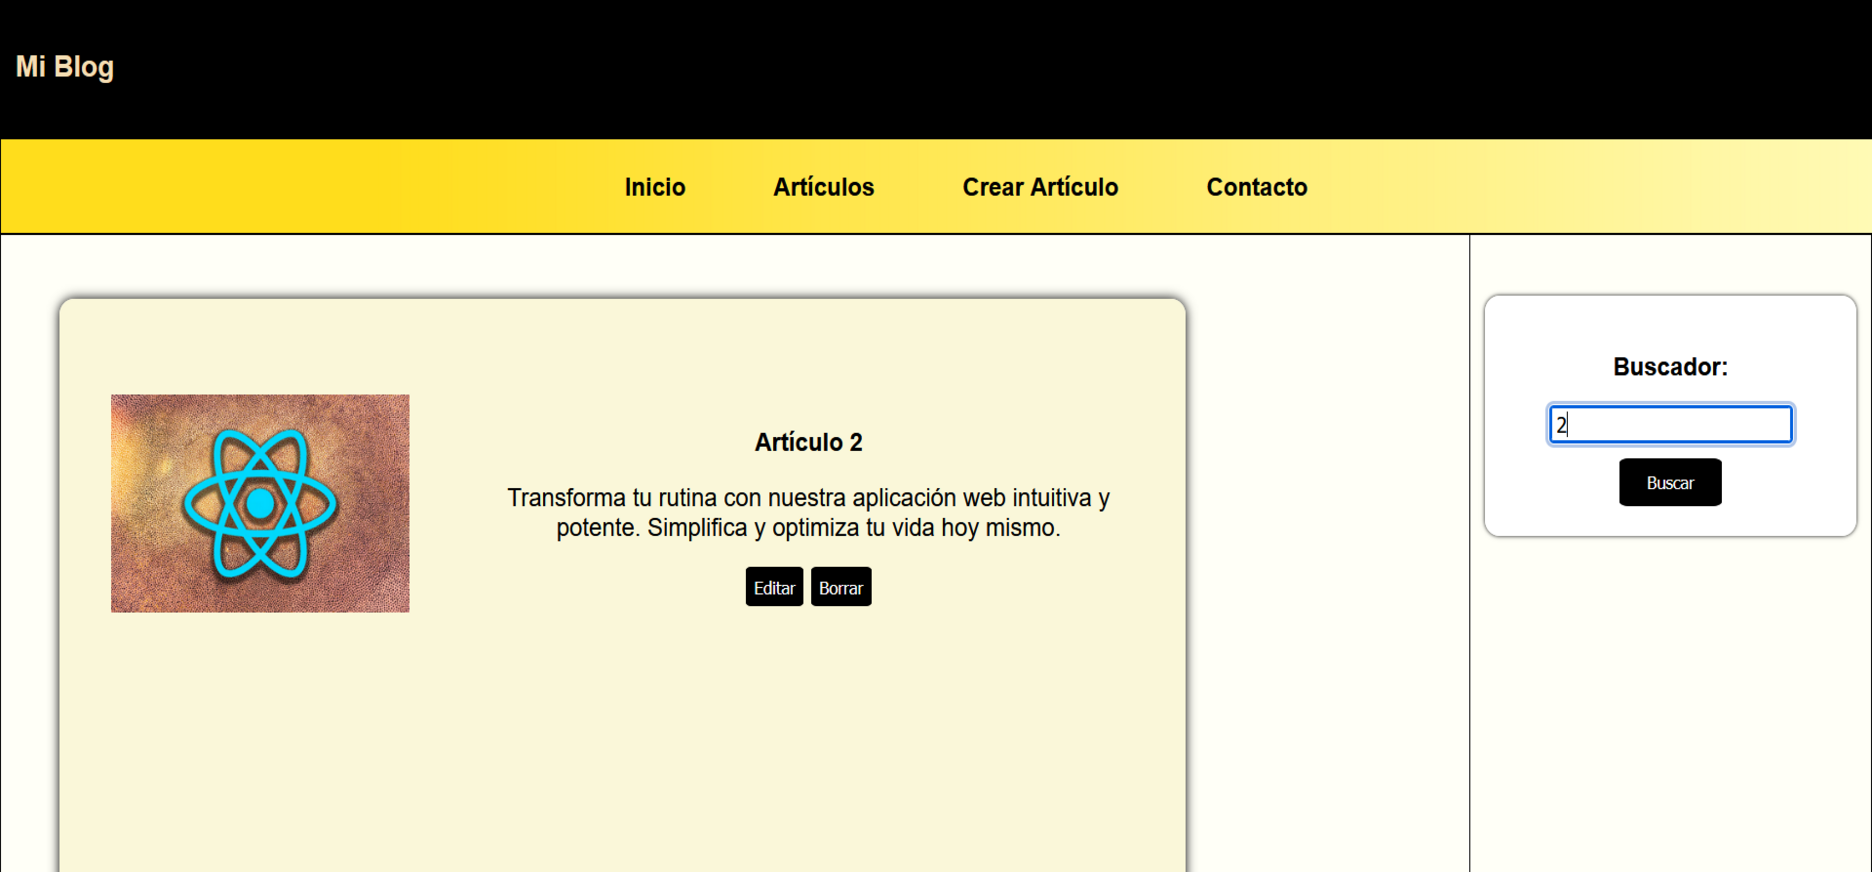 Mi Blog
Inicio Artículos Crear Artículo Contacto
Artículo 2
Transforma tu rutina con nuestra aplicación web intuitiva y
potente. Simplifica y optimiza tu vida hoy mismo.
Editar Borrar
Buscador:
2
Buscar